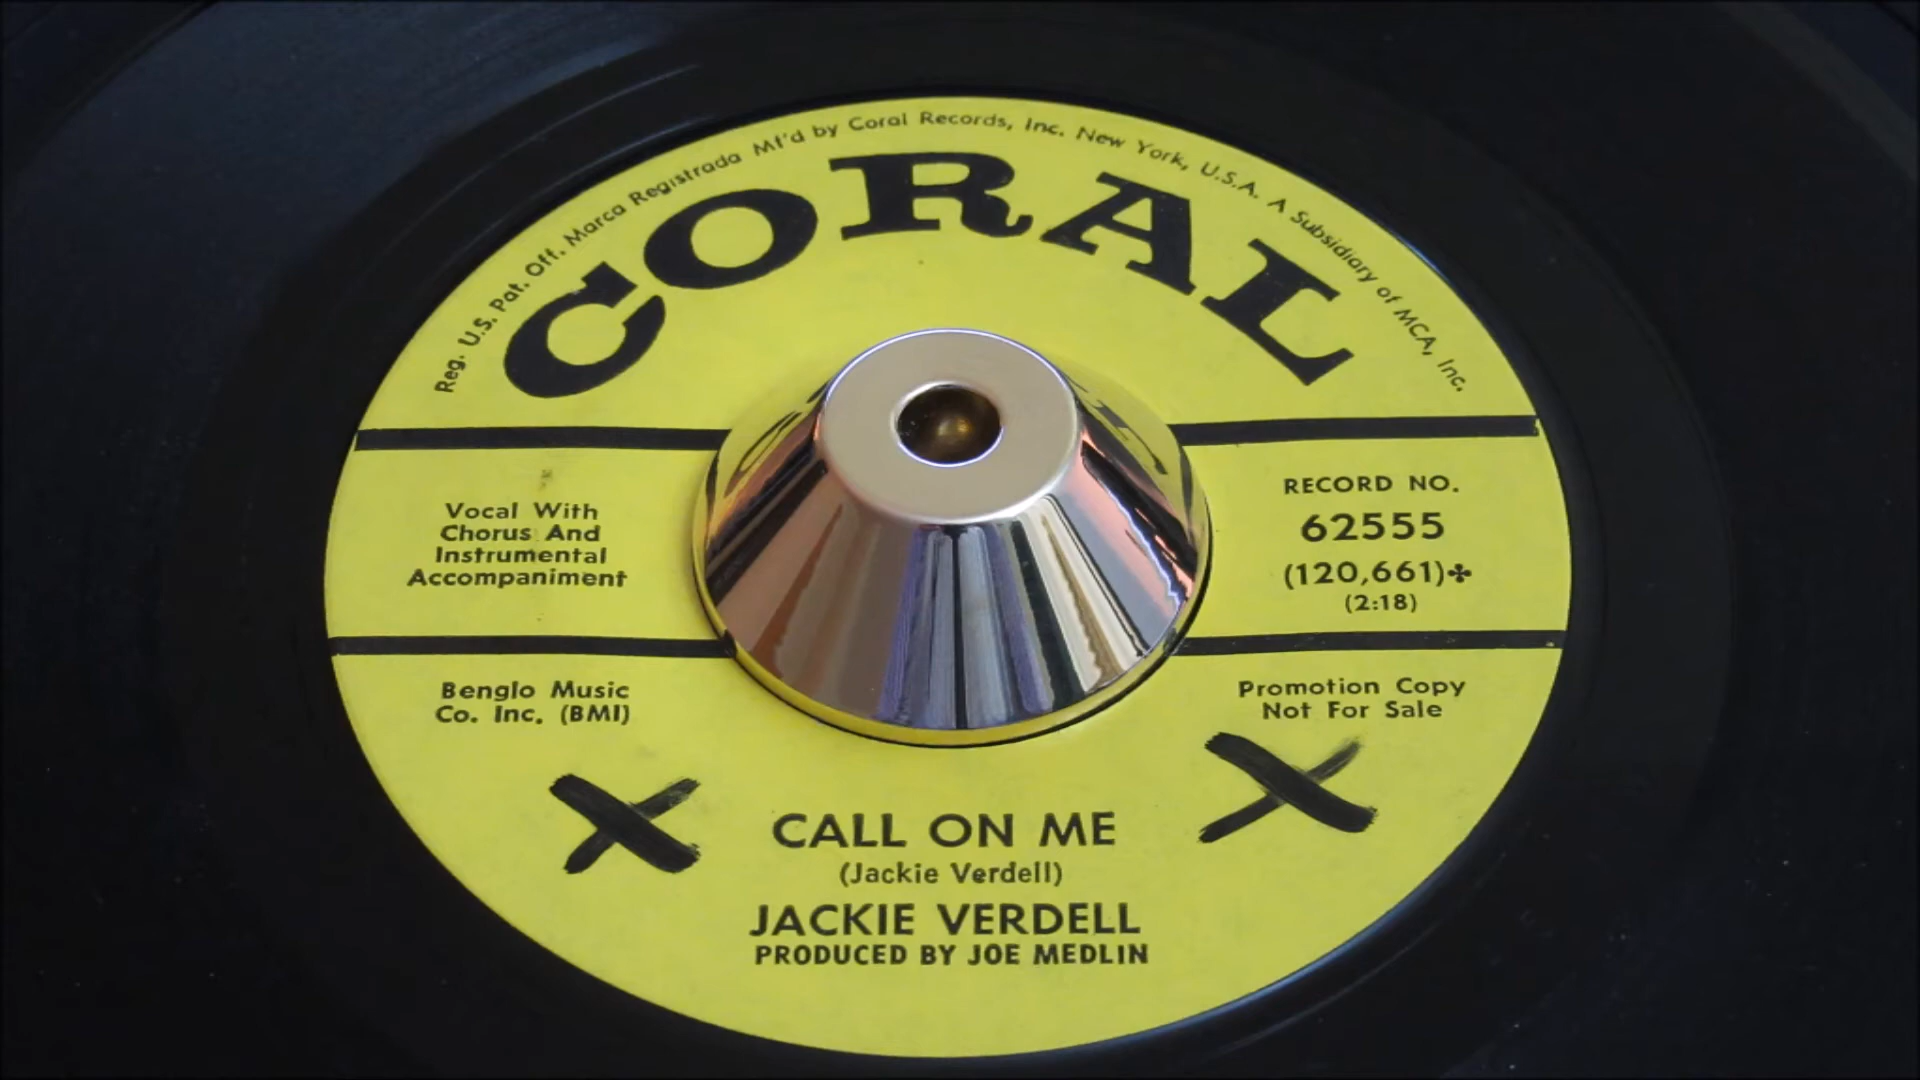 Reg. U.S. Pat. Off. Marca Registrada Mf'd by Coral Records, Inc. New York, U.S.A. A Subsidiary of MCA, Inc.
CORAL
Vocal With
Chorus And
Instrumental
Accompaniment
RECORD NO.
62555
(120,661)✤
(2:18)
Benglo Music
Co. Inc. (BMI)
Promotion Copy
Not For Sale
CALL ON ME
(Jackie Verdell)
JACKIE VERDELL
PRODUCED BY JOE MEDLIN